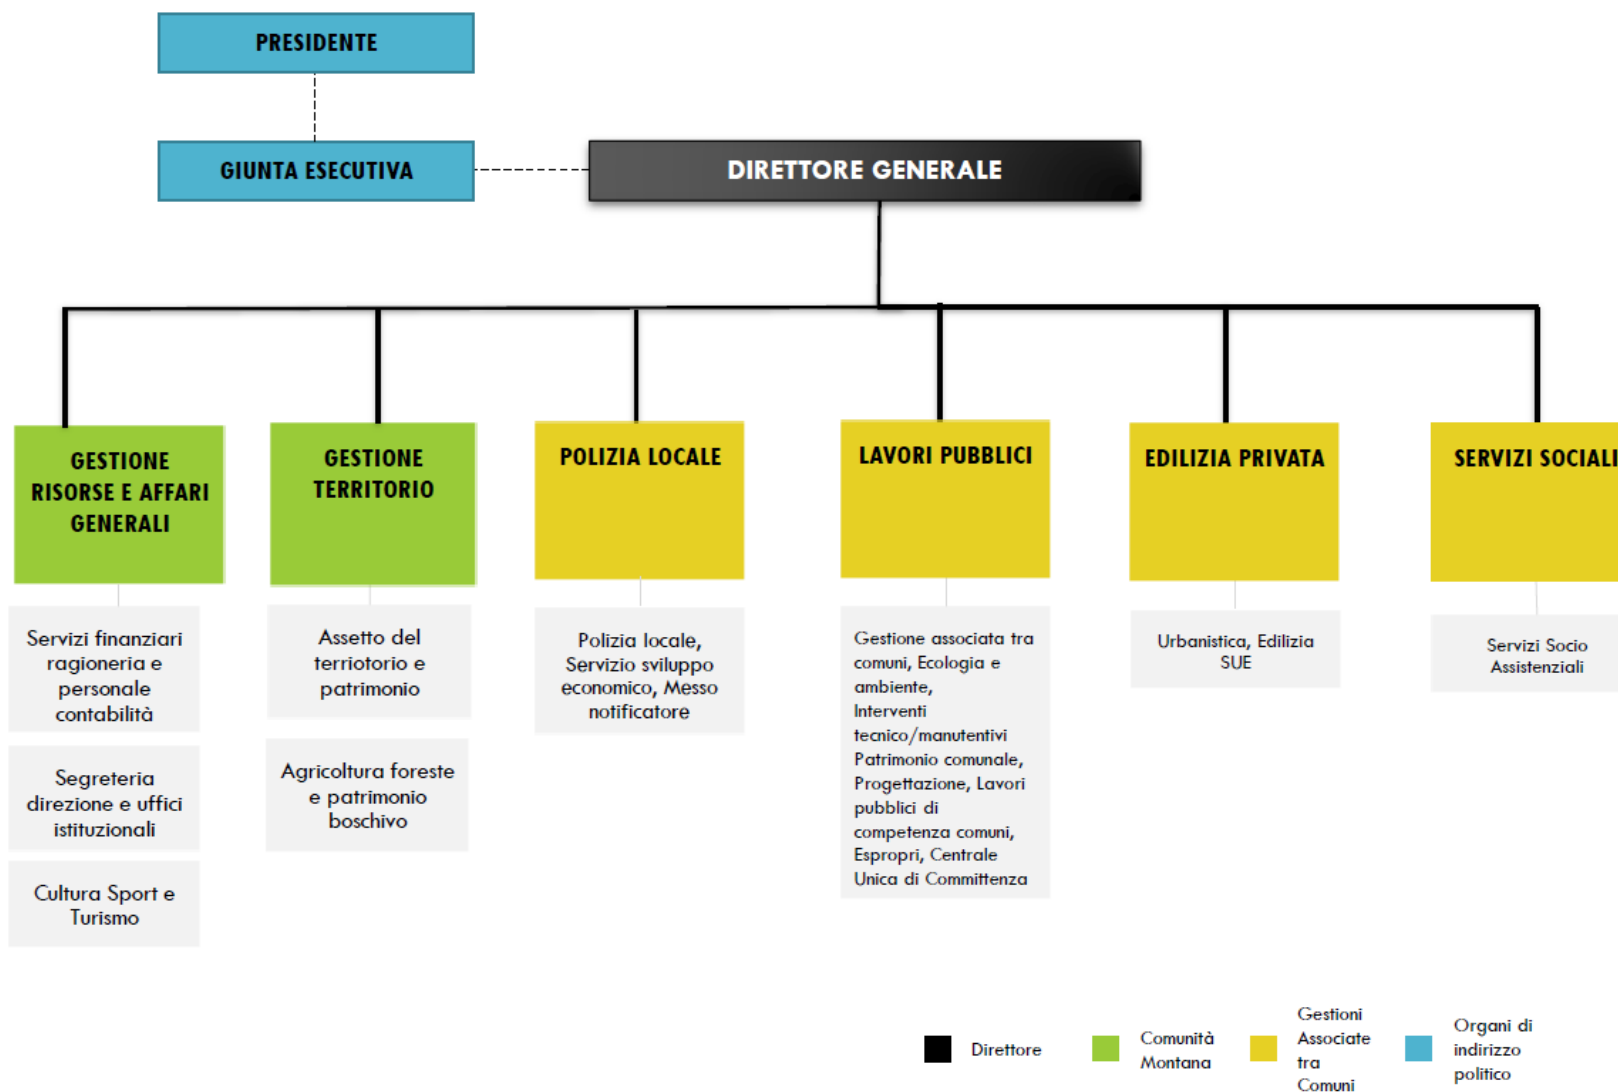 PRESIDENTE
GIUNTA ESECUTIVA
DIRETTORE GENERALE
GESTIONE
RISORSE E AFFARI
GENERALI
GESTIONE
TERRITORIO
POLIZIA LOCALE
LAVORI PUBBLICI
EDILIZIA PRIVATA
SERVIZI SOCIALI
Servizi finanziari
ragioneria e
personale
contabilità
Segreteria
direzione e uffici
istituzionali
Cultura Sport e
Turismo
Assetto del
terriotorio e
patrimonio
Agricoltura foreste
e patrimonio
boschivo
Polizia locale,
Servizio sviluppo
economico, Messo
notificatore
Gestione associata tra
comuni, Ecologia e
ambiente,
Interventi
tecnico/manutentivi
Patrimonio comunale,
Progettazione, Lavori
pubblici di
competenza comuni,
Espropri, Centrale
Unica di Committenza
Urbanistica, Edilizia
SUE
Servizi Socio
Assistenziali
Direttore
Comunità
Montana
Gestioni
Associate
tra
Comuni
Organi di
indirizzo
politico